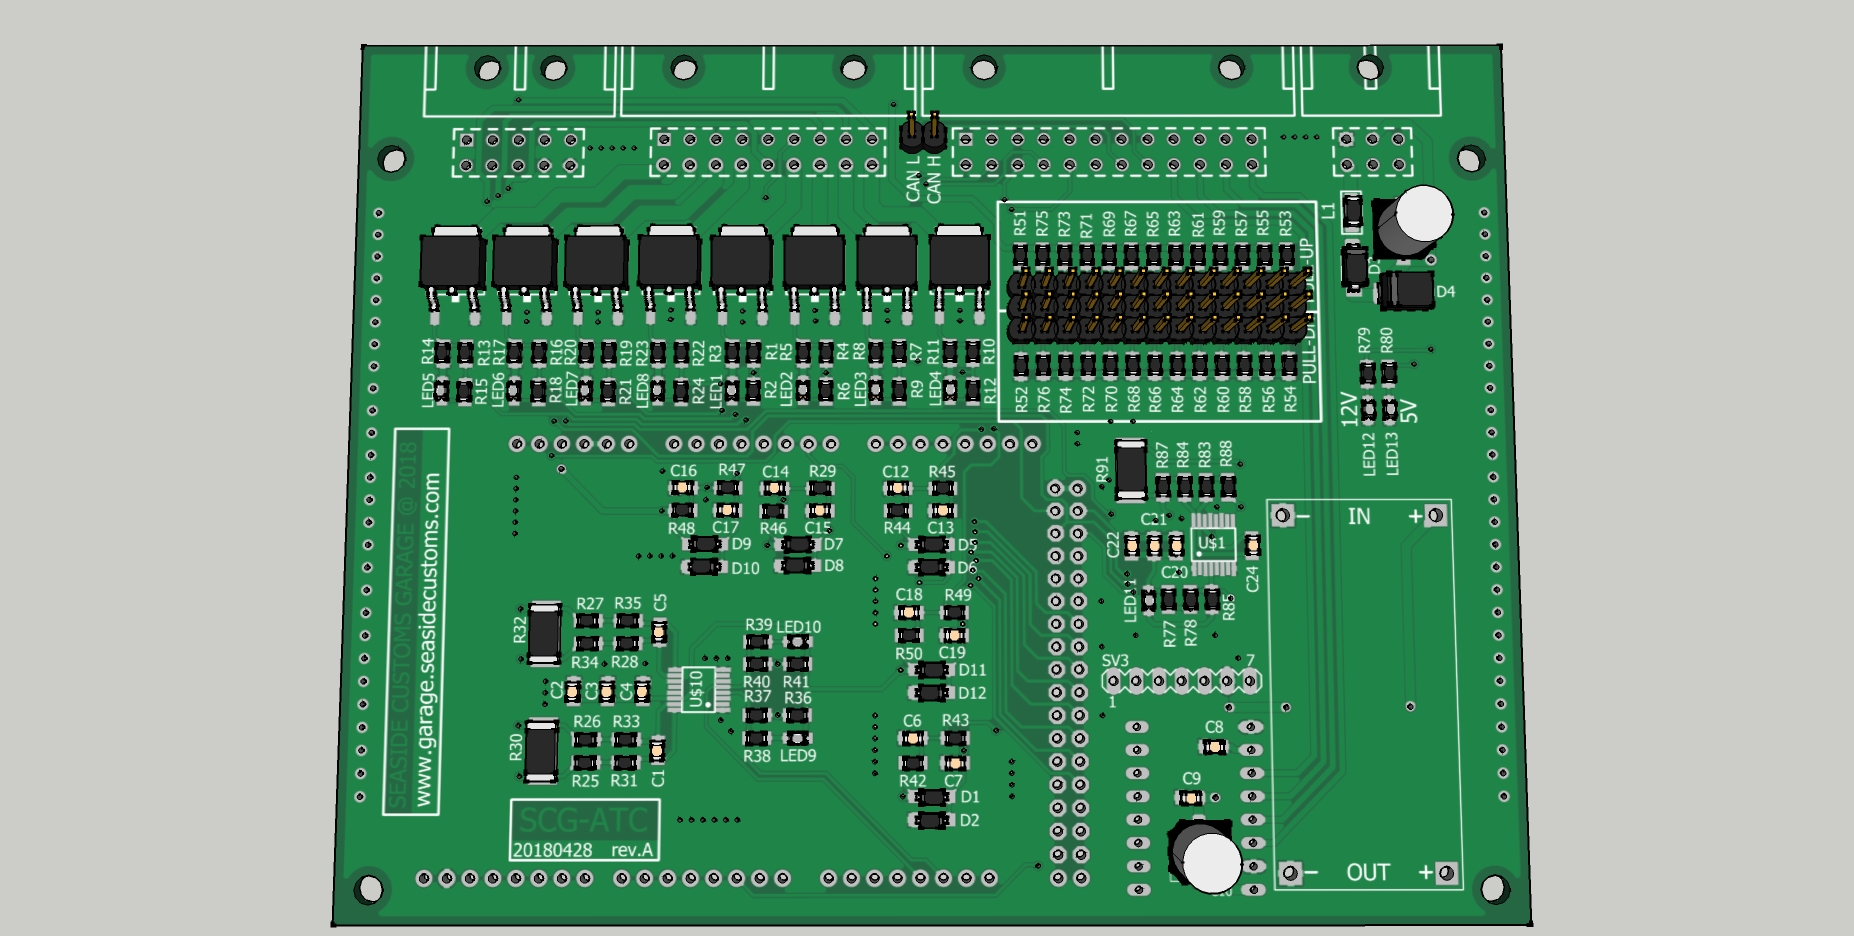 CAN L
CAN H
R51 R75 R73 R71 R69 R67 R65 R63 R61 R59 R57 R55 R53
L1
D4
R14 R13 R17 R16 R20 R19 R23 R22 R3 R1 R5 R4 R8 R7 R11 R10
LED5 R15 LED6 R18 LED7 R21 LED8 R24 LED1 R2 LED2 R6 LED3 R9 LED4 R12
R52 R76 R74 R72 R70 R68 R66 R64 R62 R60 R58 R56 R54
R79 R80
12V 5V
LED12 LED13
SEASIDE CUSTOMS GARAGE @ 2018
www.garage.seasidecustoms.com
C16 R47 C14 R29 C12 R45
R48 C17 R46 C15 R44 C13
D9 D7
D10 D8
R91 R87 R84 R83 R88
C21
C22 U$1 C24
C20
LED11 R77 R78 R85
- IN +
C18 R49
R50 C19
D11
D12
R27 R35 C5
R32
R34 R28
R39 LED10
R40 R41
C2 C3 C4 U$10
R37 R36
R26 R33
R30
R25 R31 C1
R38 LED9
C6 R43
R42 C7
D1
D2
SV3 7
1
C8
C9
SCG-ATC
20180428 rev.A
- OUT +